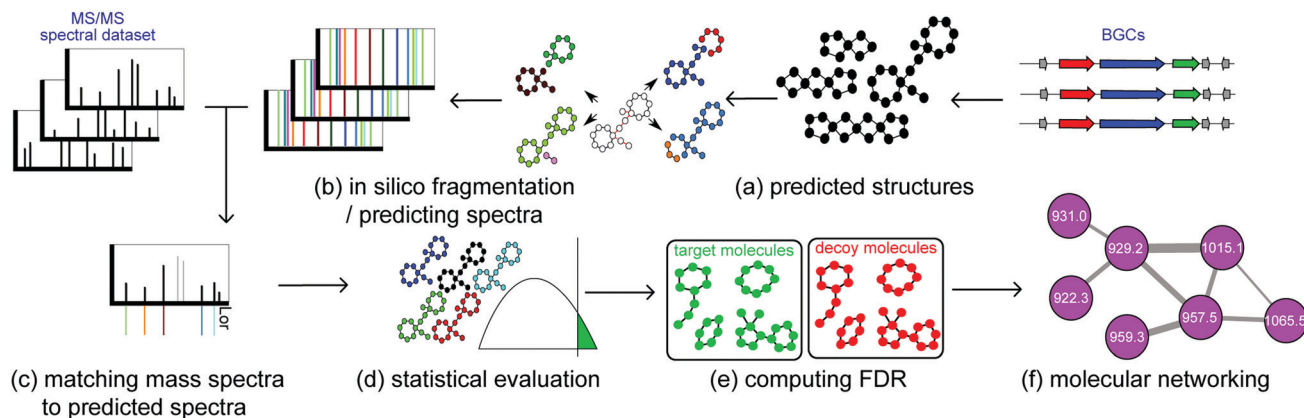 MS/MS
spectral dataset
BGCs
(b) in silico fragmentation
/ predicting spectra
(a) predicted structures
Lor
target molecules
decoy molecules
931.0
929.2
1015.1
922.3
957.5
959.3
1065.5
(c) matching mass spectra
to predicted spectra
(d) statistical evaluation
(e) computing FDR
(f) molecular networking